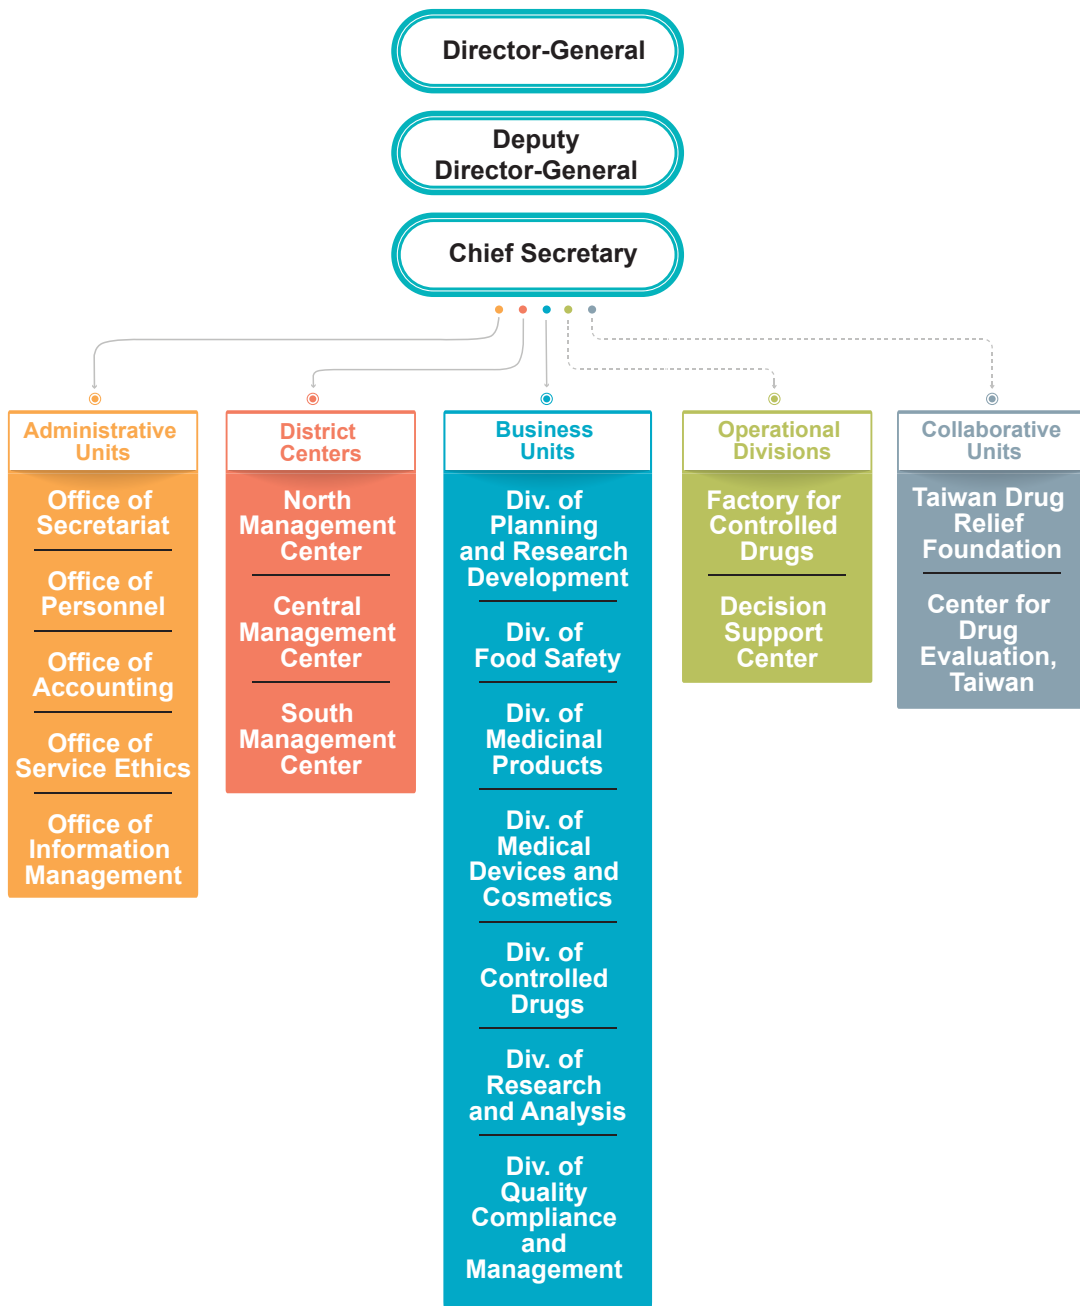 Director-General
Deputy
Director-General
Chief Secretary
Administrative
Units
Office of
Secretariat
Office of
Personnel
Office of
Accounting
Office of
Service Ethics
Office of
Information
Management
District
Centers
North
Management
Center
Central
Management
Center
South
Management
Center
Business
Units
Div. of
Planning
and Research
Development
Div. of
Food Safety
Div. of
Medicinal
Products
Div. of
Medical
Devices and
Cosmetics
Div. of
Controlled
Drugs
Div. of
Research
and Analysis
Div. of
Quality
Compliance
and
Management
Operational
Divisions
Factory for
Controlled
Drugs
Decision
Support
Center
Collaborative
Units
Taiwan Drug
Relief
Foundation
Center for
Drug
Evaluation,
Taiwan